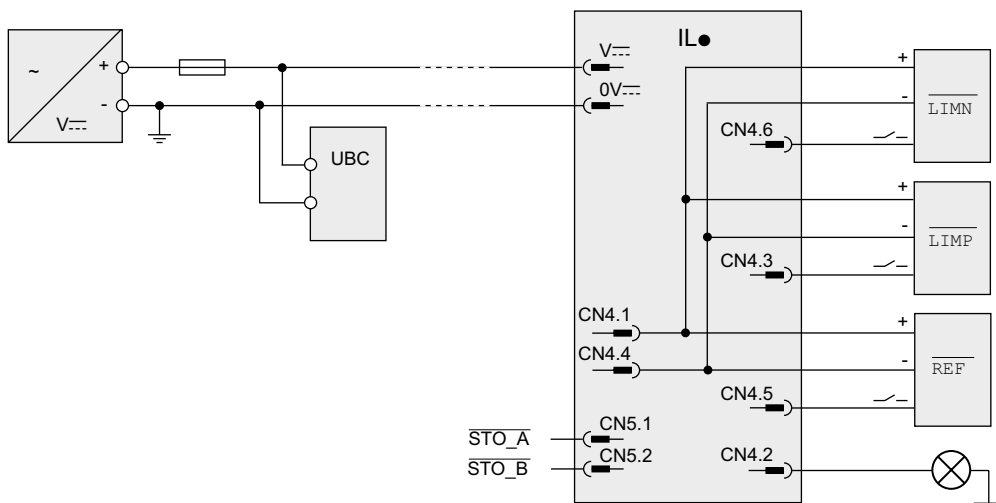 IL●
~
+
-
V⎓
V⎓
0V⎓
UBC
+
-
LIMN
CN4.6
+
-
LIMP
CN4.3
CN4.1
CN4.4
+
-
REF
CN4.5
STO_A
CN5.1
STO_B
CN5.2
CN4.2